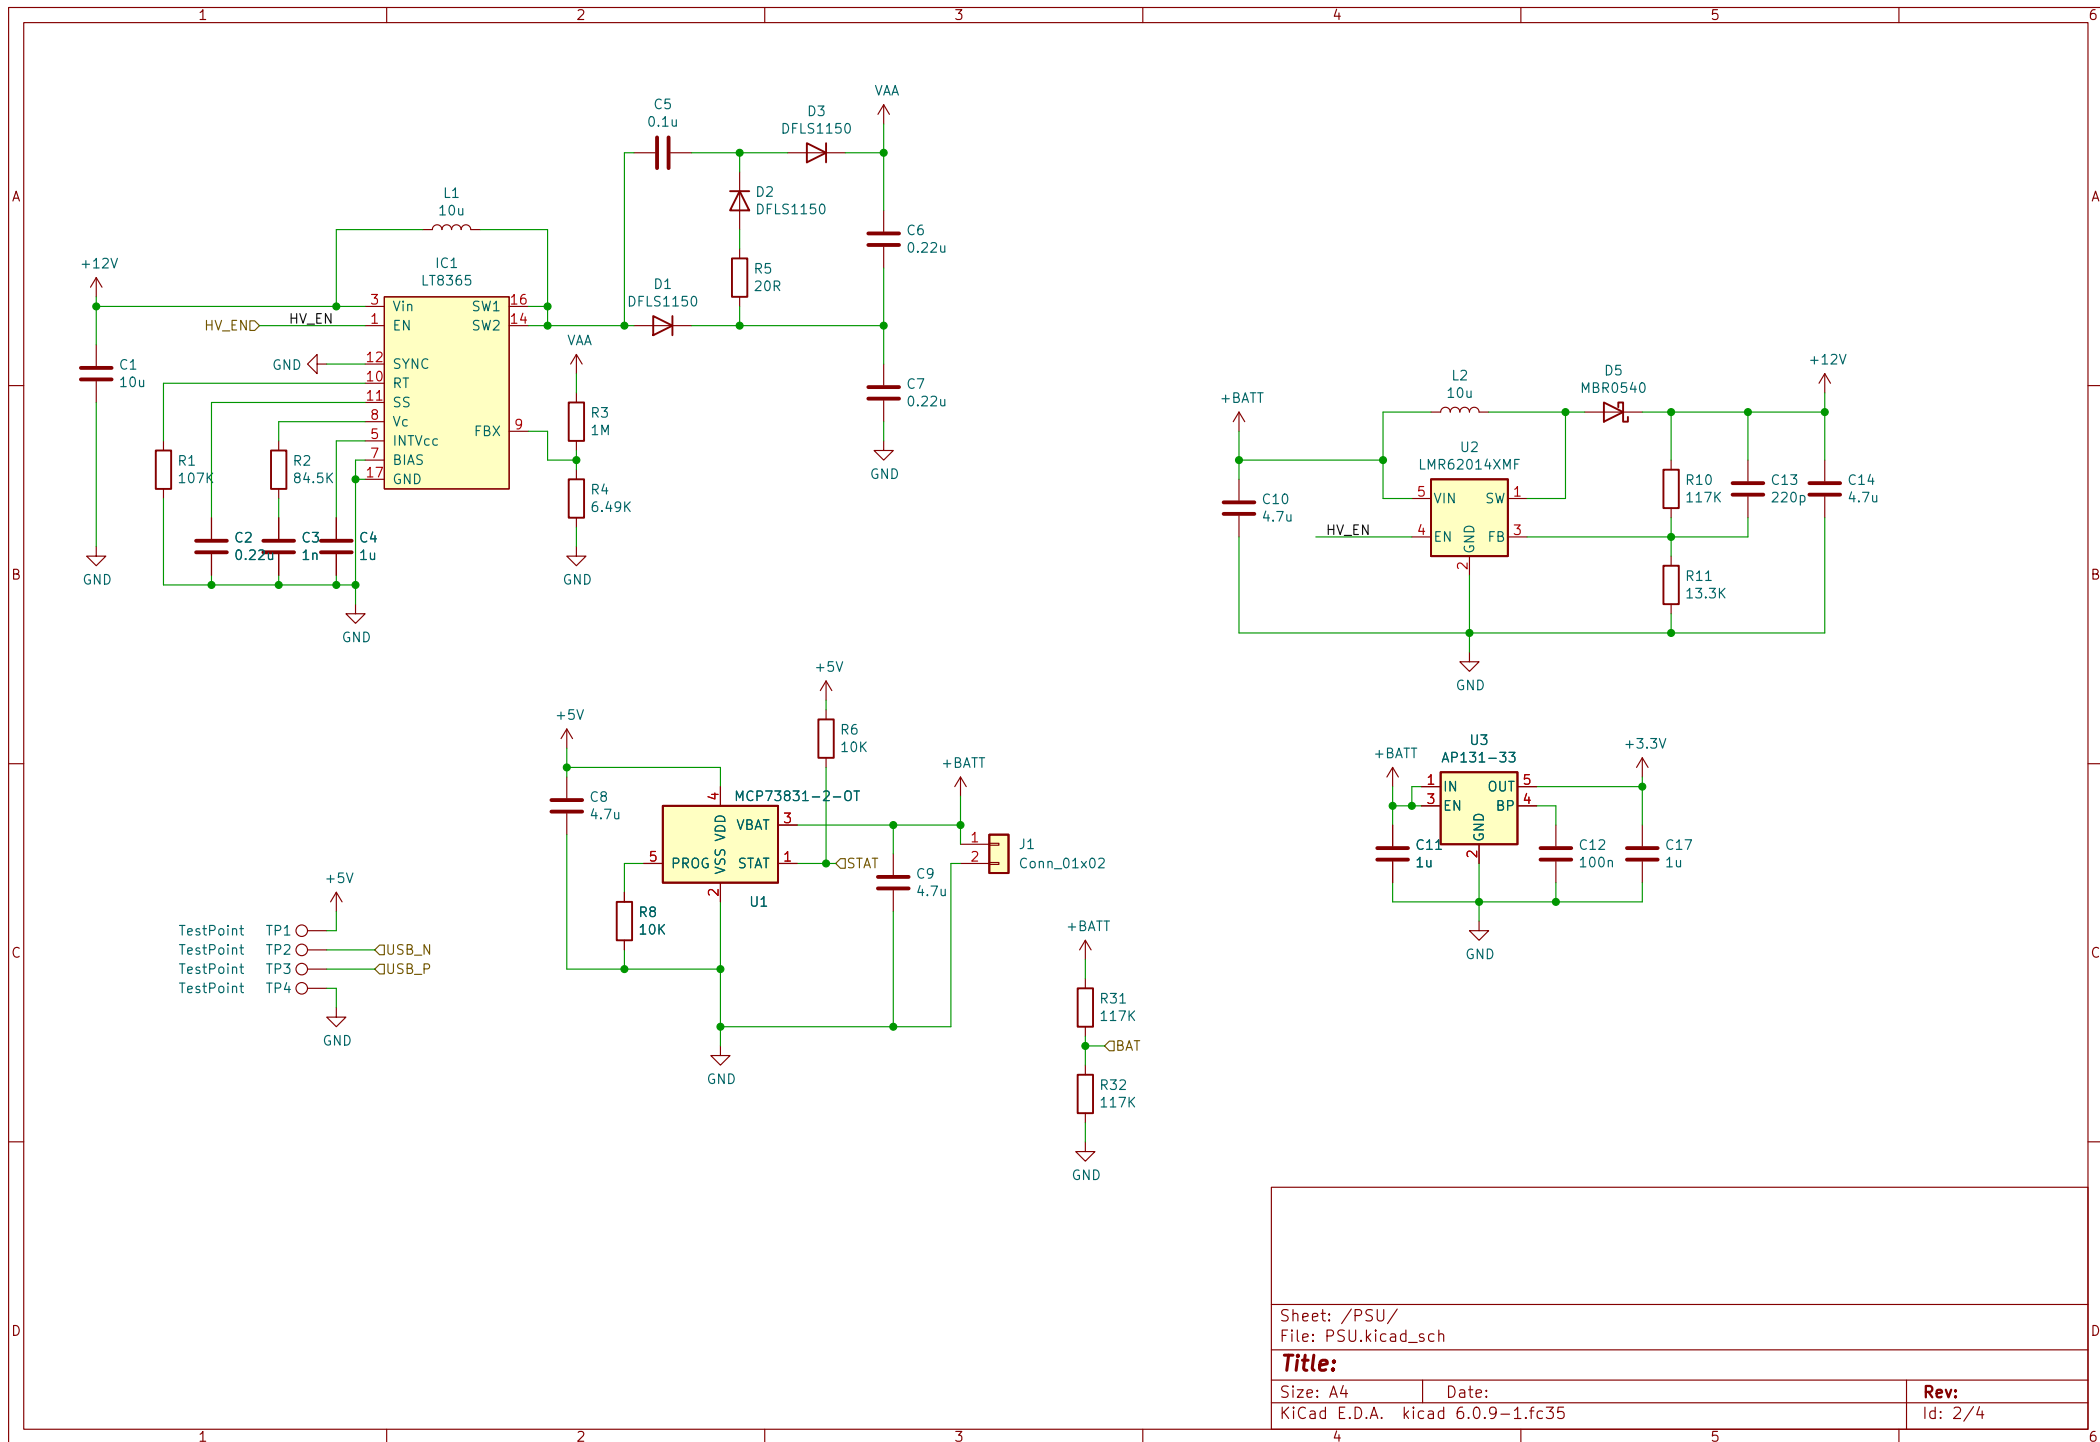 1 2 3 4 5 6
A A
B B
C C
D D
VAA
C5
0.1u
D3
DFLS1150
D2
DFLS1150
L1
10u
C6
0.22u
+12V
IC1
LT8365
R5
20R
D1
DFLS1150
3 Vin SW1 16
HV_EN HV_EN 1 EN SW2 14
VAA
GND 12 SYNC
10 RT
11 SS
8 Vc FBX 9
5 INTVcc
7 BIAS
17 GND
C1
10u
C7
0.22u
GND
R3
1M
R1
107K
R2
84.5K
R4
6.49K
C2
0.22u
C3
1n
C4
1u
GND
GND
GND
+12V
L2
10u
D5
MBR0540
+BATT
U2
LMR62014XMF
5 VIN SW 1
HV_EN 4 EN GND FB 3
2
C10
4.7u
R10
117K
C13
220p
C14
4.7u
R11
13.3K
GND
+5V
+5V
R6
10K
+BATT
C8
4.7u
4 MCP73831-2-OT
VDD VBAT 3
5 PROG VSS STAT 1
STAT
2
U1
J1
Conn_01x02
1
2
C9
4.7u
R8
10K
GND
+BATT
U3
AP131-33
+3.3V
1 IN OUT 5
3 EN BP 4
GND
2
C11
1u
C12
100n
C17
1u
GND
+5V
TestPoint TP1
TestPoint TP2 USB_N
TestPoint TP3 USB_P
TestPoint TP4
GND
+BATT
R31
117K
BAT
R32
117K
GND
Sheet: /PSU/
File: PSU.kicad_sch
Title:
Size: A4 Date: Rev:
KiCad E.D.A. kicad 6.0.9-1.fc35 Id: 2/4
1 2 3 4 5 6